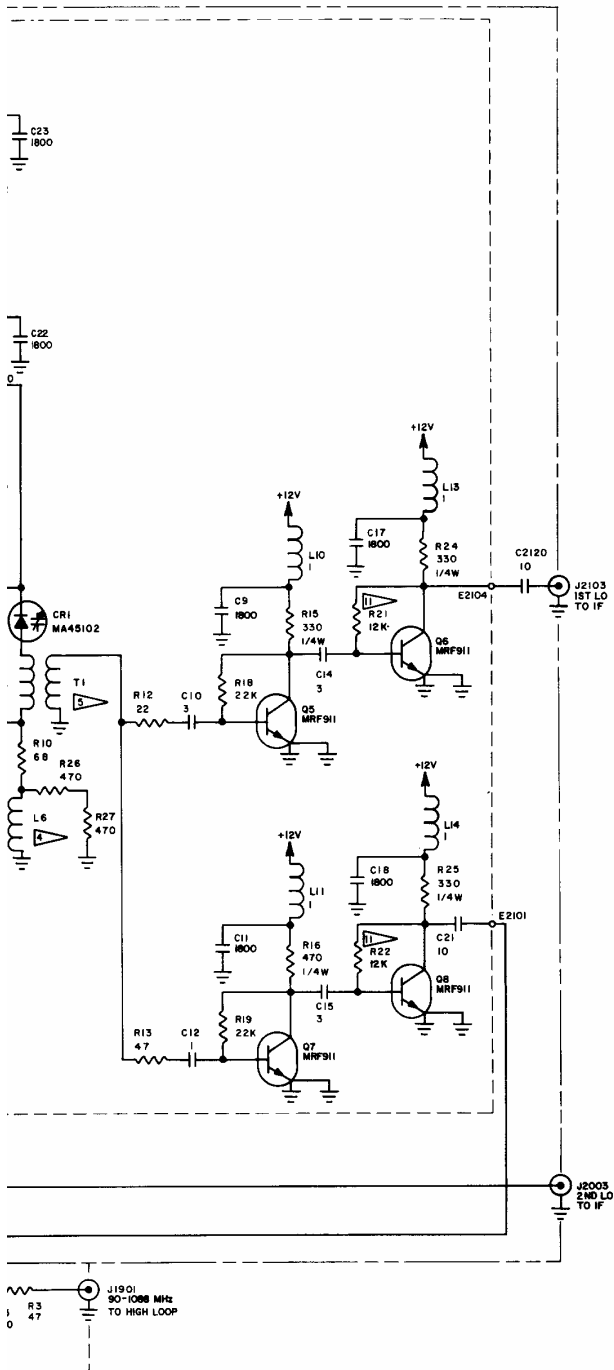 C23
1800
C22
1800
0
CR1
MA45102
T1
5
R10
68
R26
470
L6
4
R27
470
R12
22
C10
3
R18
22K
C9
1800
+12V
L10
1
R15
330
1/4W
Q5
MRF911
C14
3
+12V
L13
1
C17
1800
R24
330
1/4W
11
R21
12K
Q6
MRF911
E2104
C2120
10
J2103
1ST LO
TO IF
R13
47
C12
1
R19
22K
C11
1800
+12V
L11
1
R16
470
1/4W
Q7
MRF911
C15
3
+12V
L14
1
C18
1800
R25
330
1/4W
11
R22
12K
C21
10
Q8
MRF911
E2101
J2003
2ND LO
TO IF
R3
47
0
J1901
90-1088 MHz
TO HIGH LOOP